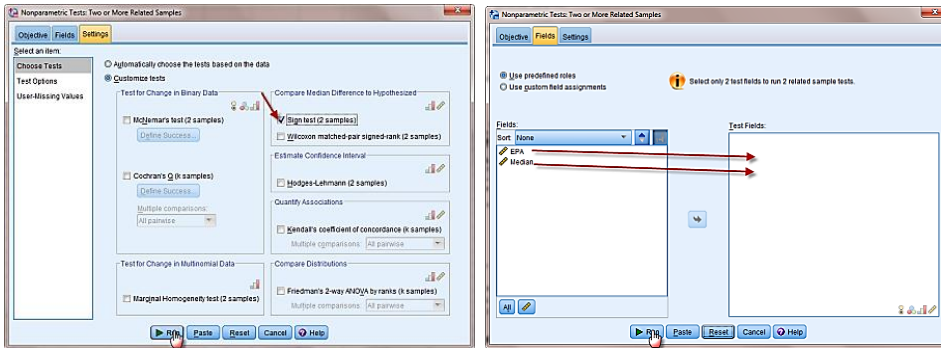 Nonparametric Tests: Two or More Related Samples
Objective Fields Settings
Select an item:
Choose Tests
Test Options
User-Missing Values
Automatically choose the tests based on the data
Customize tests
Test for Change in Binary Data
McNemar's test (2 samples)
Define Success...
Cochran's Q (k samples)
Define Success...
Multiple comparisons:
All pairwise
Test for Change in Multinomial Data
Marginal Homogeneity test (2 samples)
Compare Median Difference to Hypothesized
Sign test (2 samples)
Wilcoxon matched-pair signed-rank (2 samples)
Estimate Confidence Interval
Hodges-Lehmann (2 samples)
Quantify Associations
Kendall's coefficient of concordance (k samples)
Multiple comparisons: All pairwise
Compare Distributions
Friedman's 2-way ANOVA by ranks (k samples)
Multiple comparisons: All pairwise
Run Paste Reset Cancel Help
Nonparametric Tests: Two or More Related Samples
Objective Fields Settings
Use predefined roles
Use custom field assignments
Select only 2 test fields to run 2 related sample tests.
Fields:
Sort: None
EPA
Median
Test Fields:
All
Run Paste Reset Cancel Help